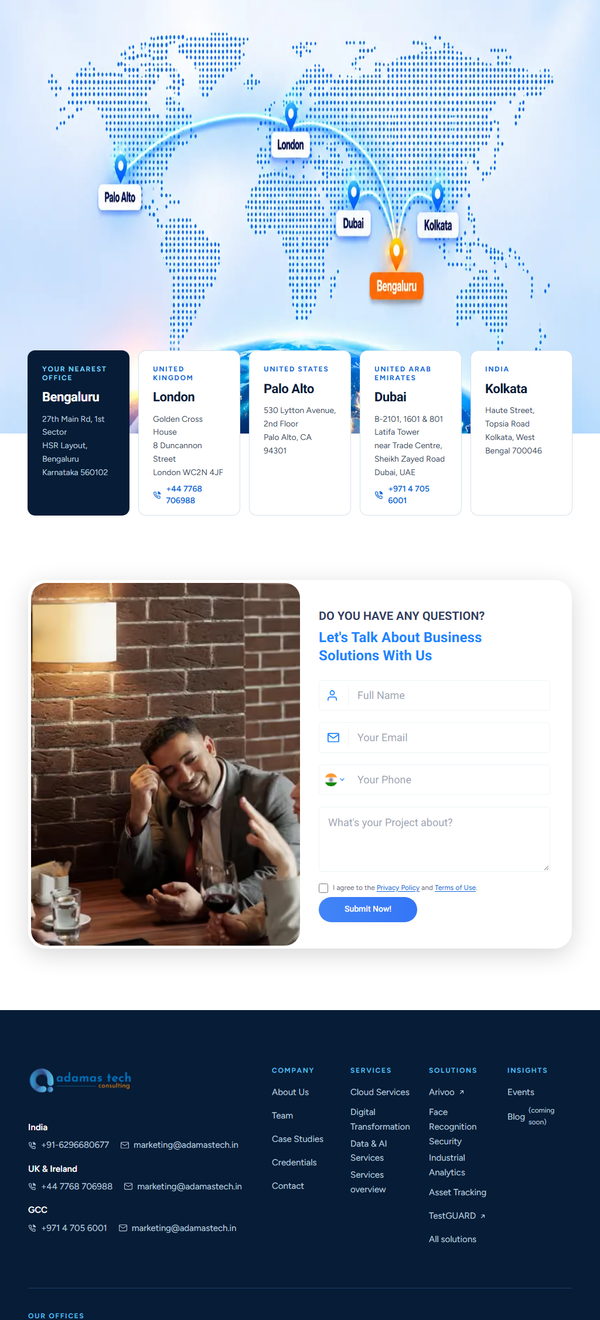 London
Palo Alto
Dubai
Kolkata
Bengaluru
YOUR NEAREST
OFFICE
Bengaluru
27th Main Rd, 1st
Sector
HSR Layout,
Bengaluru
Karnataka 560102
UNITED
KINGDOM
London
Golden Cross
House
8 Duncannon
Street
London WC2N 4JF
+44 7768
706988
UNITED STATES
Palo Alto
530 Lytton Avenue,
2nd Floor
Palo Alto, CA
94301
UNITED ARAB
EMIRATES
Dubai
B-2101, 1601 & 801
Latifa Tower
near Trade Centre,
Sheikh Zayed Road
Dubai, UAE
+971 4 705
6001
INDIA
Kolkata
Haute Street,
Topsia Road
Kolkata, West
Bengal 700046
DO YOU HAVE ANY QUESTION?
Let's Talk About Business
Solutions With Us
Full Name
Your Email
Your Phone
What's your Project about?
I agree to the Privacy Policy and Terms of Use.
Submit Now!
adamas tech
consulting
India
+91-6296680677 marketing@adamastech.in
UK & Ireland
+44 7768 706988 marketing@adamastech.in
GCC
+971 4 705 6001 marketing@adamastech.in
COMPANY
About Us
Team
Case Studies
Credentials
Contact
SERVICES
Cloud Services
Digital
Transformation
Data & AI
Services
Services
overview
SOLUTIONS
Arivoo ↗
Face
Recognition
Security
Industrial
Analytics
Asset Tracking
TestGUARD ↗
All solutions
INSIGHTS
Events
Blog (coming
soon)
OUR OFFICES